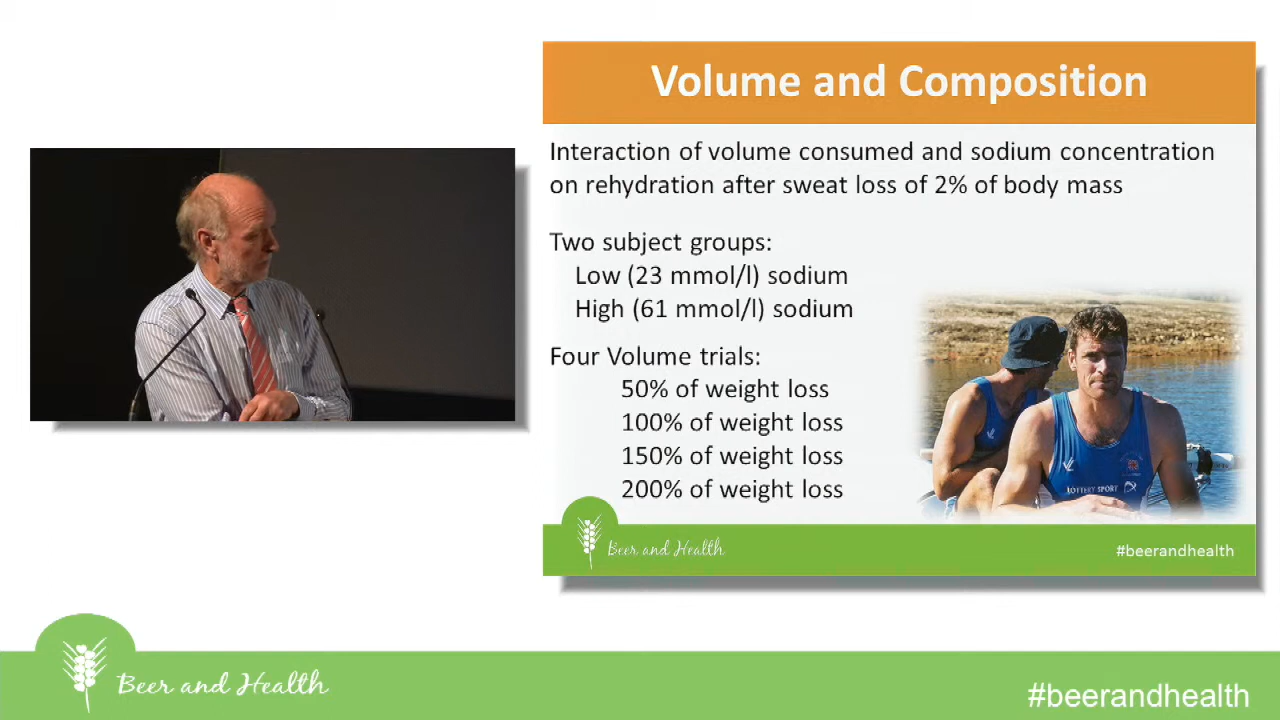 Volume and Composition
Interaction of volume consumed and sodium concentration
on rehydration after sweat loss of 2% of body mass
Two subject groups:
Low (23 mmol/l) sodium
High (61 mmol/l) sodium
Four Volume trials:
50% of weight loss
100% of weight loss
150% of weight loss
200% of weight loss
LOTTERY SPORT
Beer and Health
#beerandhealth
Beer and Health
#beerandhealth